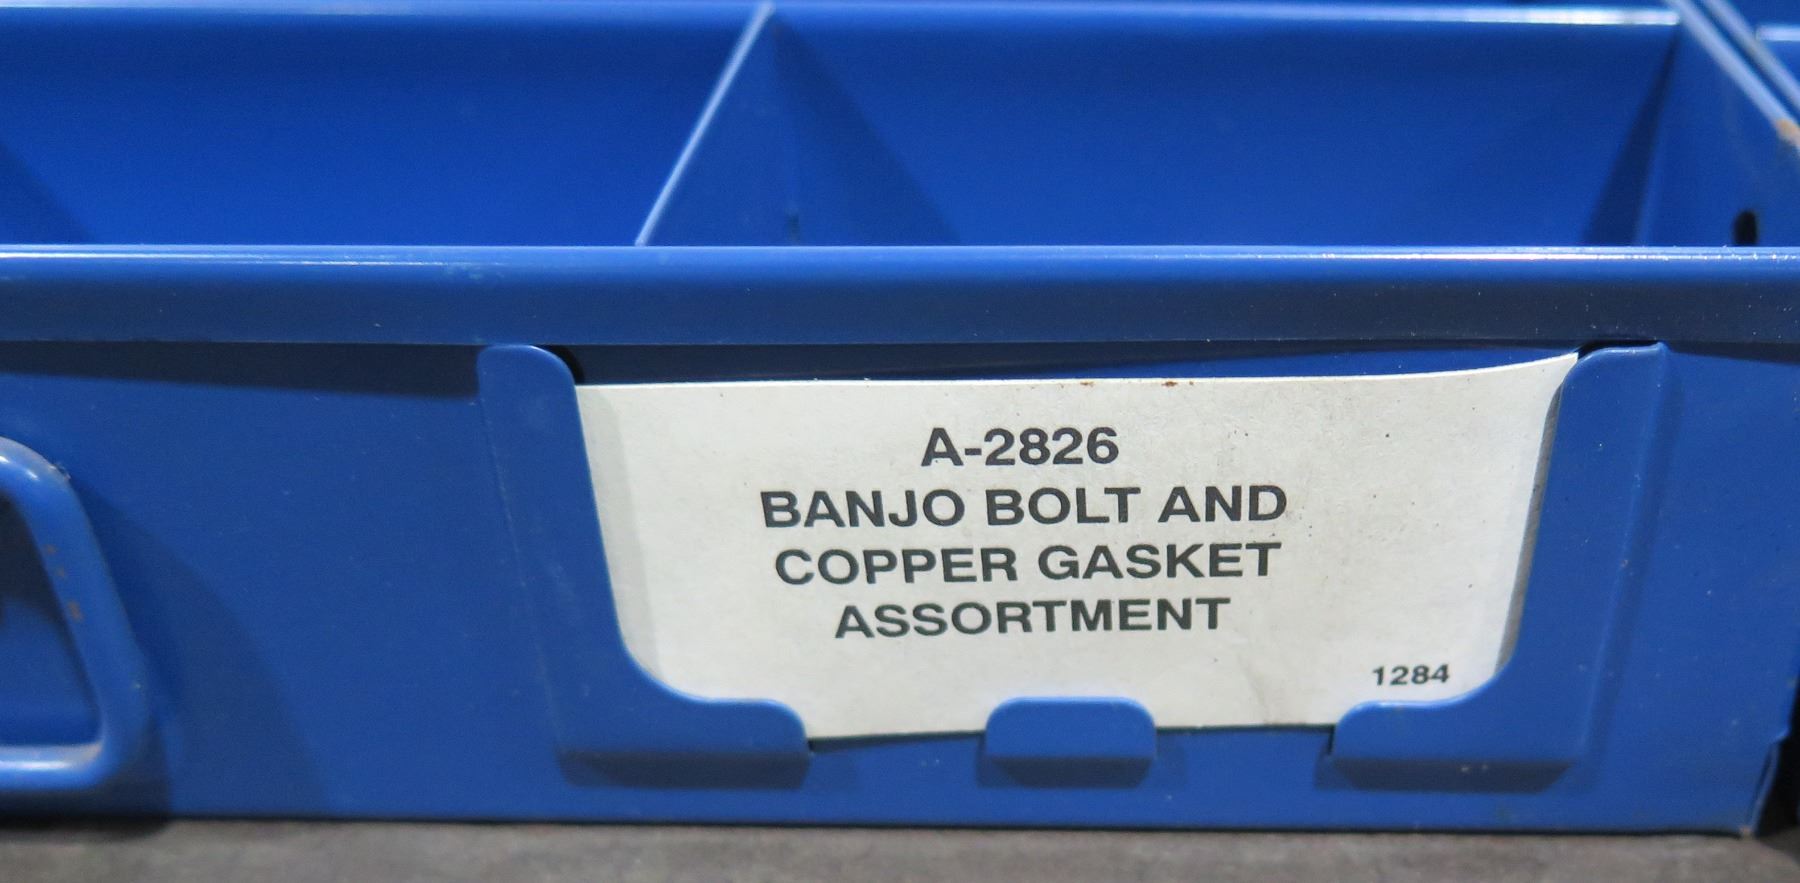 A-2826
BANJO BOLT AND
COPPER GASKET
ASSORTMENT
1284